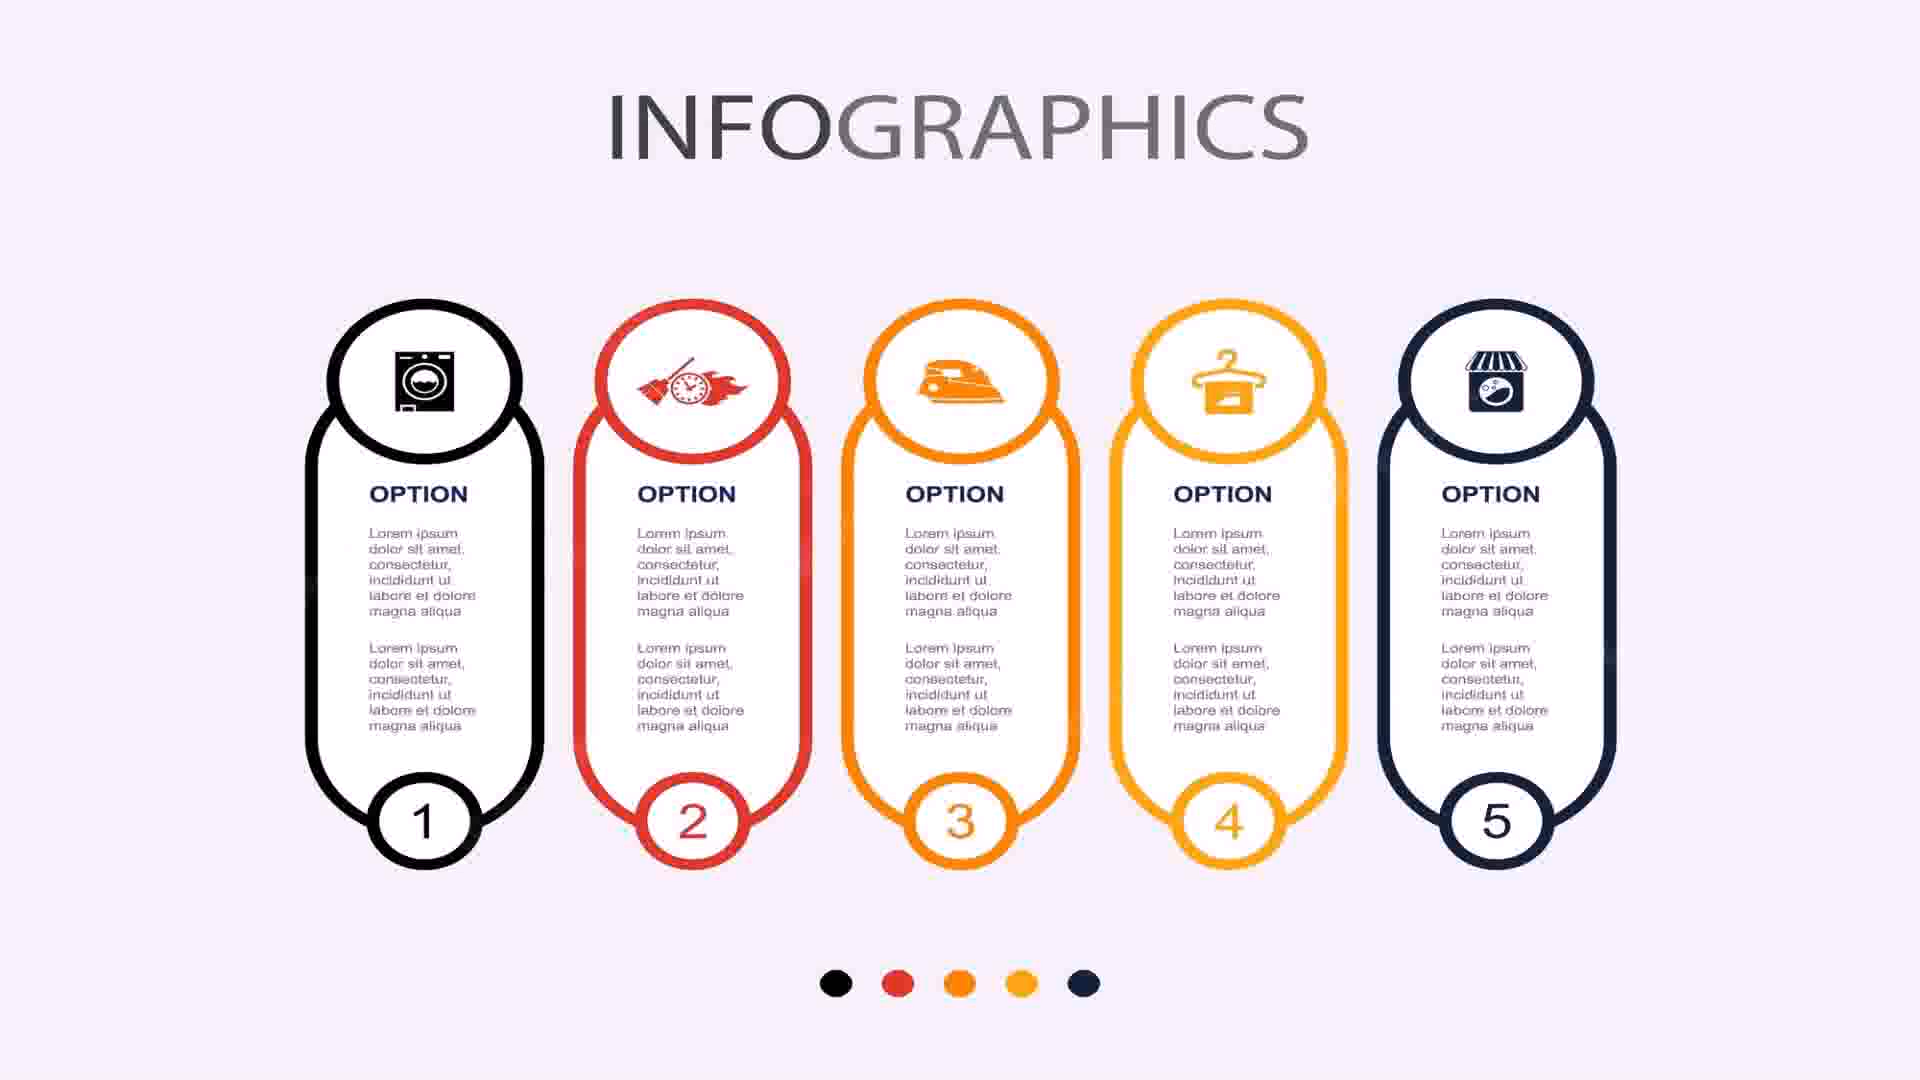 INFOGRAPHICS
OPTION
Lorem ipsum
dolor sit amet,
consectetur,
incididunt ut
labore et dolore
magna aliqua
Lorem ipsum
dolor sit amet,
consectetur,
incididunt ut
labore et dolore
magna aliqua
1
OPTION
Lorem ipsum
dolor sit amet,
consectetur,
incididunt ut
labore et dolore
magna aliqua
Lorem ipsum
dolor sit amet,
consectetur,
incididunt ut
labore et dolore
magna aliqua
2
OPTION
Lorem ipsum
dolor sit amet,
consectetur,
incididunt ut
labore et dolore
magna aliqua
Lorem ipsum
dolor sit amet,
consectetur,
incididunt ut
labore et dolore
magna aliqua
3
OPTION
Lorem ipsum
dolor sit amet,
consectetur,
incididunt ut
labore et dolore
magna aliqua
Lorem ipsum
dolor sit amet,
consectetur,
incididunt ut
labore et dolore
magna aliqua
4
OPTION
Lorem ipsum
dolor sit amet,
consectetur,
incididunt ut
labore et dolore
magna aliqua
Lorem ipsum
dolor sit amet,
consectetur,
incididunt ut
labore et dolore
magna aliqua
5